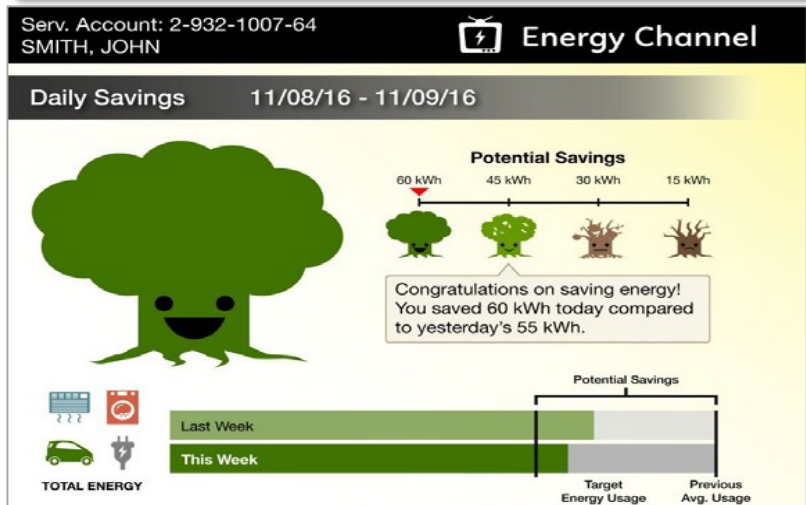 Serv. Account: 2-932-1007-64
SMITH, JOHN
Energy Channel
Daily Savings 11/08/16 - 11/09/16
Potential Savings
60 kWh 45 kWh 30 kWh 15 kWh
Congratulations on saving energy!
You saved 60 kWh today compared
to yesterday's 55 kWh.
Potential Savings
Last Week
This Week
TOTAL ENERGY
Target
Energy Usage
Previous
Avg. Usage